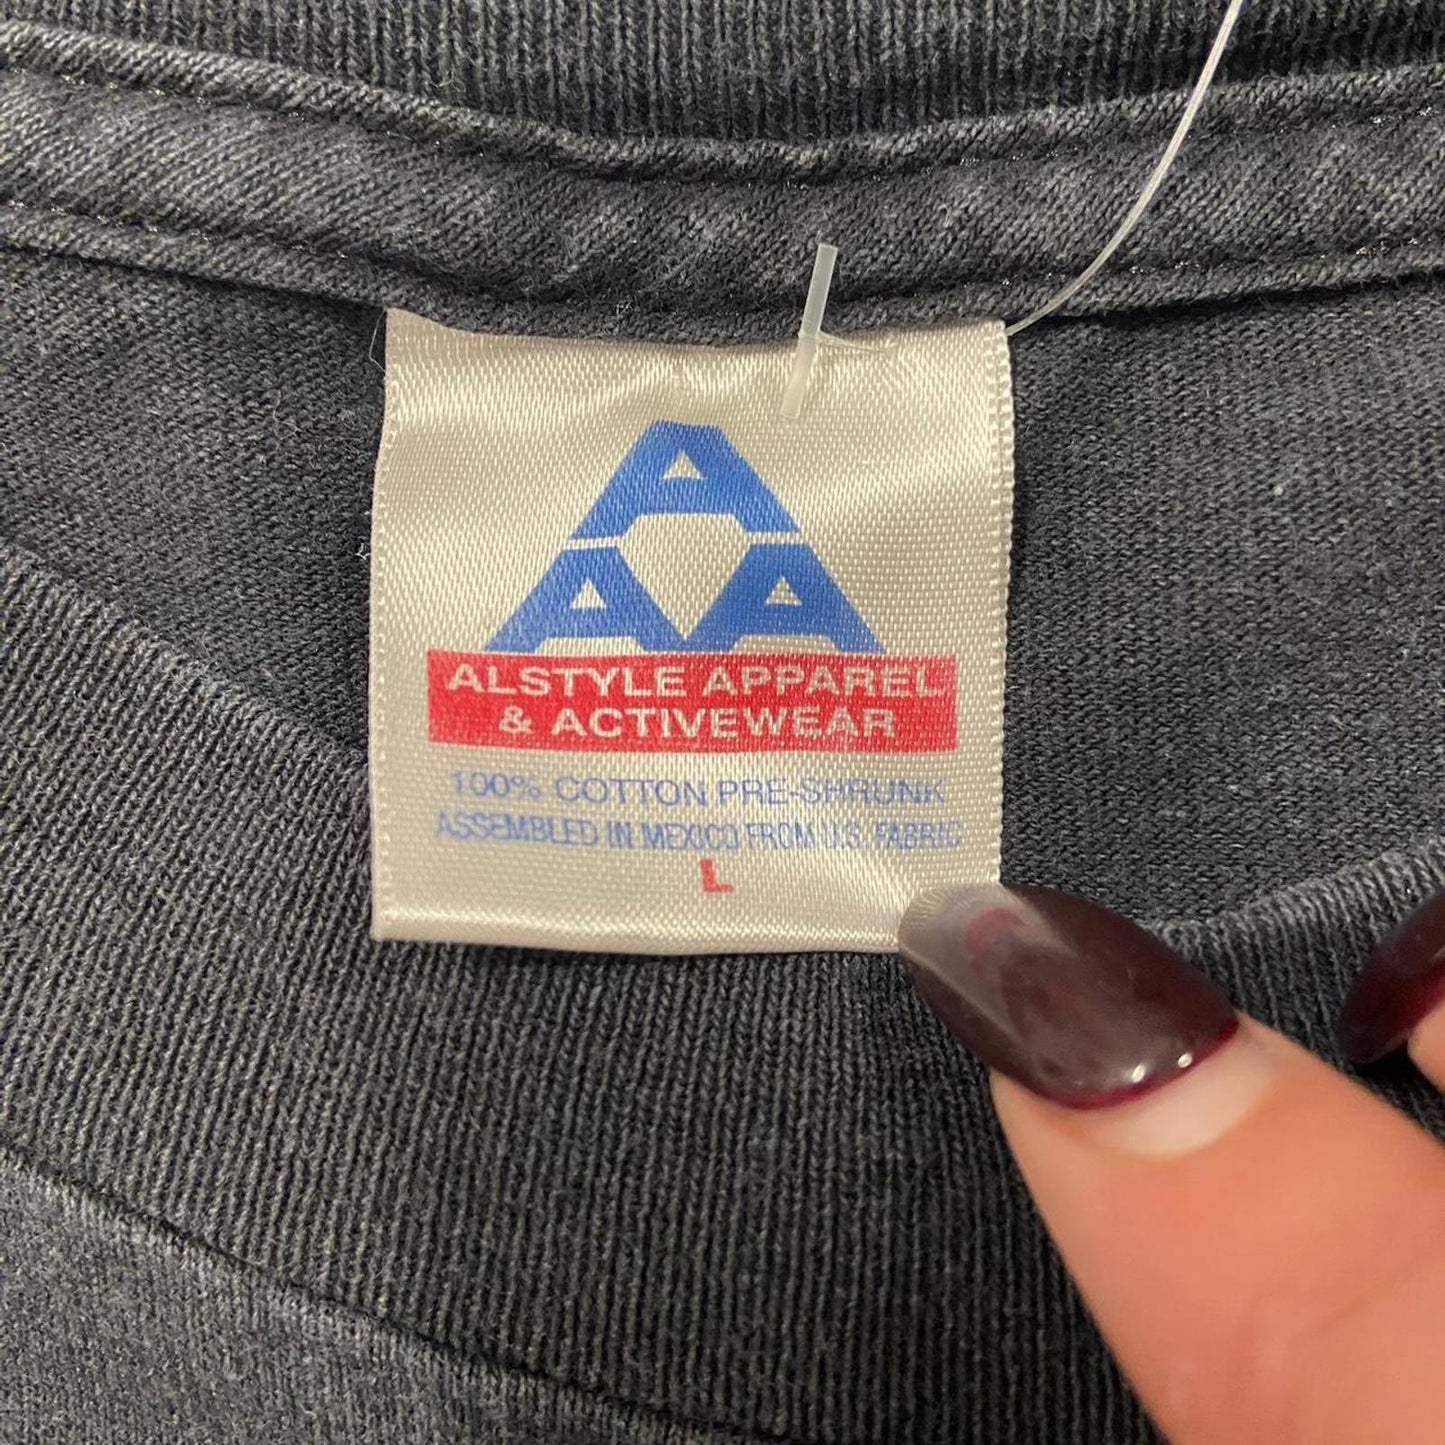 A
A A
ALSTYLE APPAREL
& ACTIVEWEAR
100% COTTON PRE-SHRUNK
ASSEMBLED IN MEXICO FROM U.S. FABRIC
L